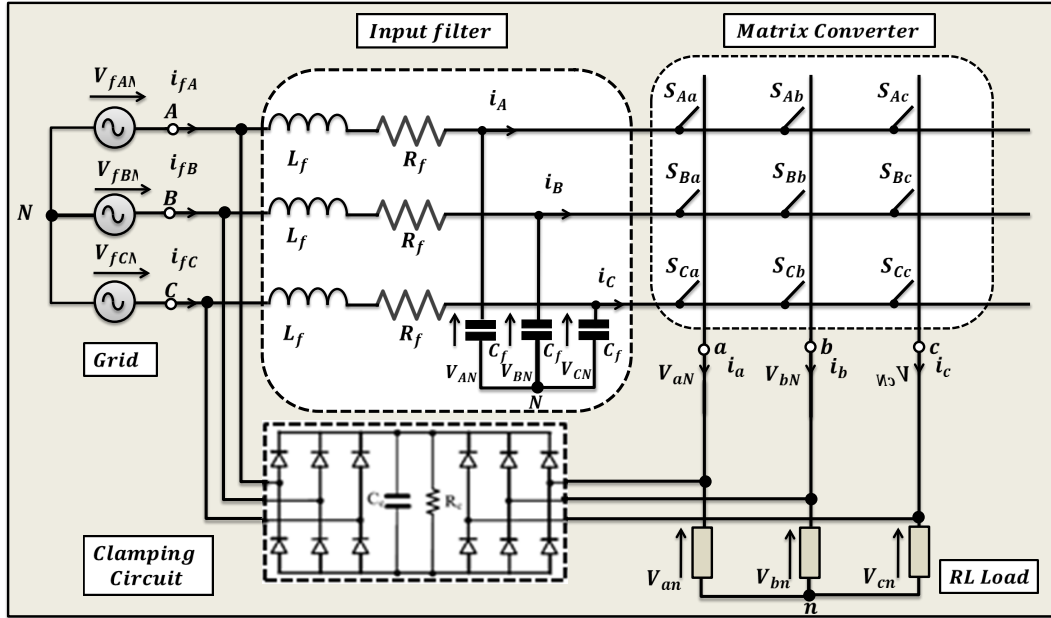 Input filter
Matrix Converter
V_fAN
i_fA
A
V_fBN
i_fB
B
N
V_fCN
i_fC
C
Grid
L_f
R_f
i_A
L_f
R_f
i_B
L_f
R_f
i_C
C_f
C_f
C_f
V_AN
V_BN
V_CN
N
S_Aa
S_Ab
S_Ac
S_Ba
S_Bb
S_Bc
S_Ca
S_Cb
S_Cc
a
b
c
V_aN
i_a
V_bN
i_b
V_cN
i_c
C_c
R_c
Clamping
Circuit
V_an
V_bn
V_cn
n
RL Load